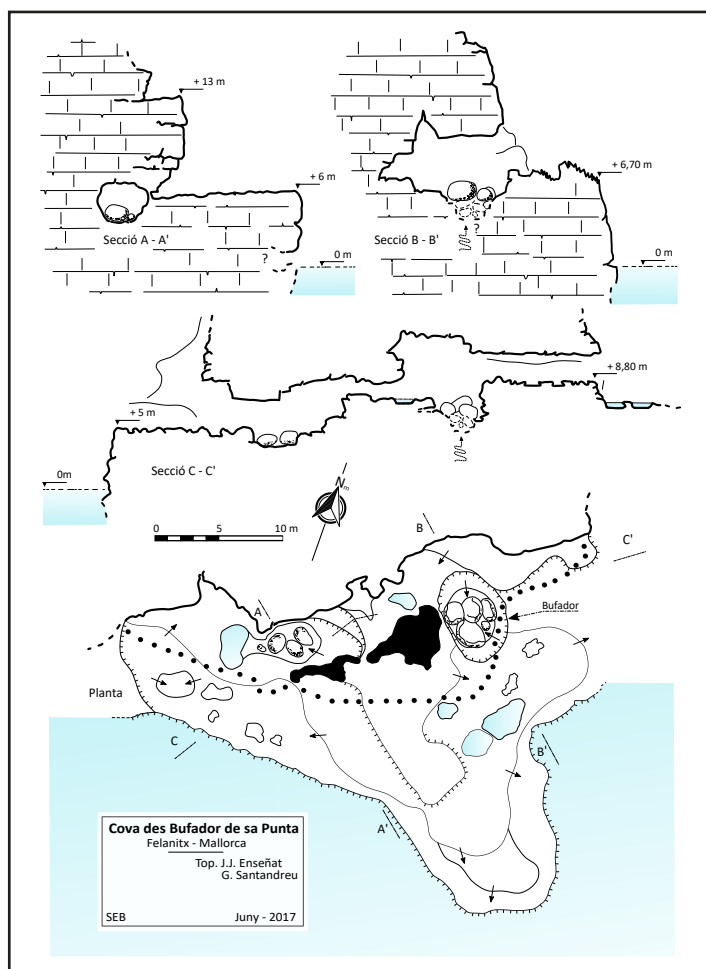 + 13 m
+ 6 m
Secció A - A'
?
0 m
+ 6,70 m
?
Secció B - B'
0 m
+ 8,80 m
+ 5 m
Secció C - C'
0m
Nm
0 5 10 m
B
C'
A
Bufador
Planta
C
B'
A'
Cova des Bufador de sa Punta
Felanitx - Mallorca
Top. J.J. Enseñat
G. Santandreu
SEB Juny - 2017